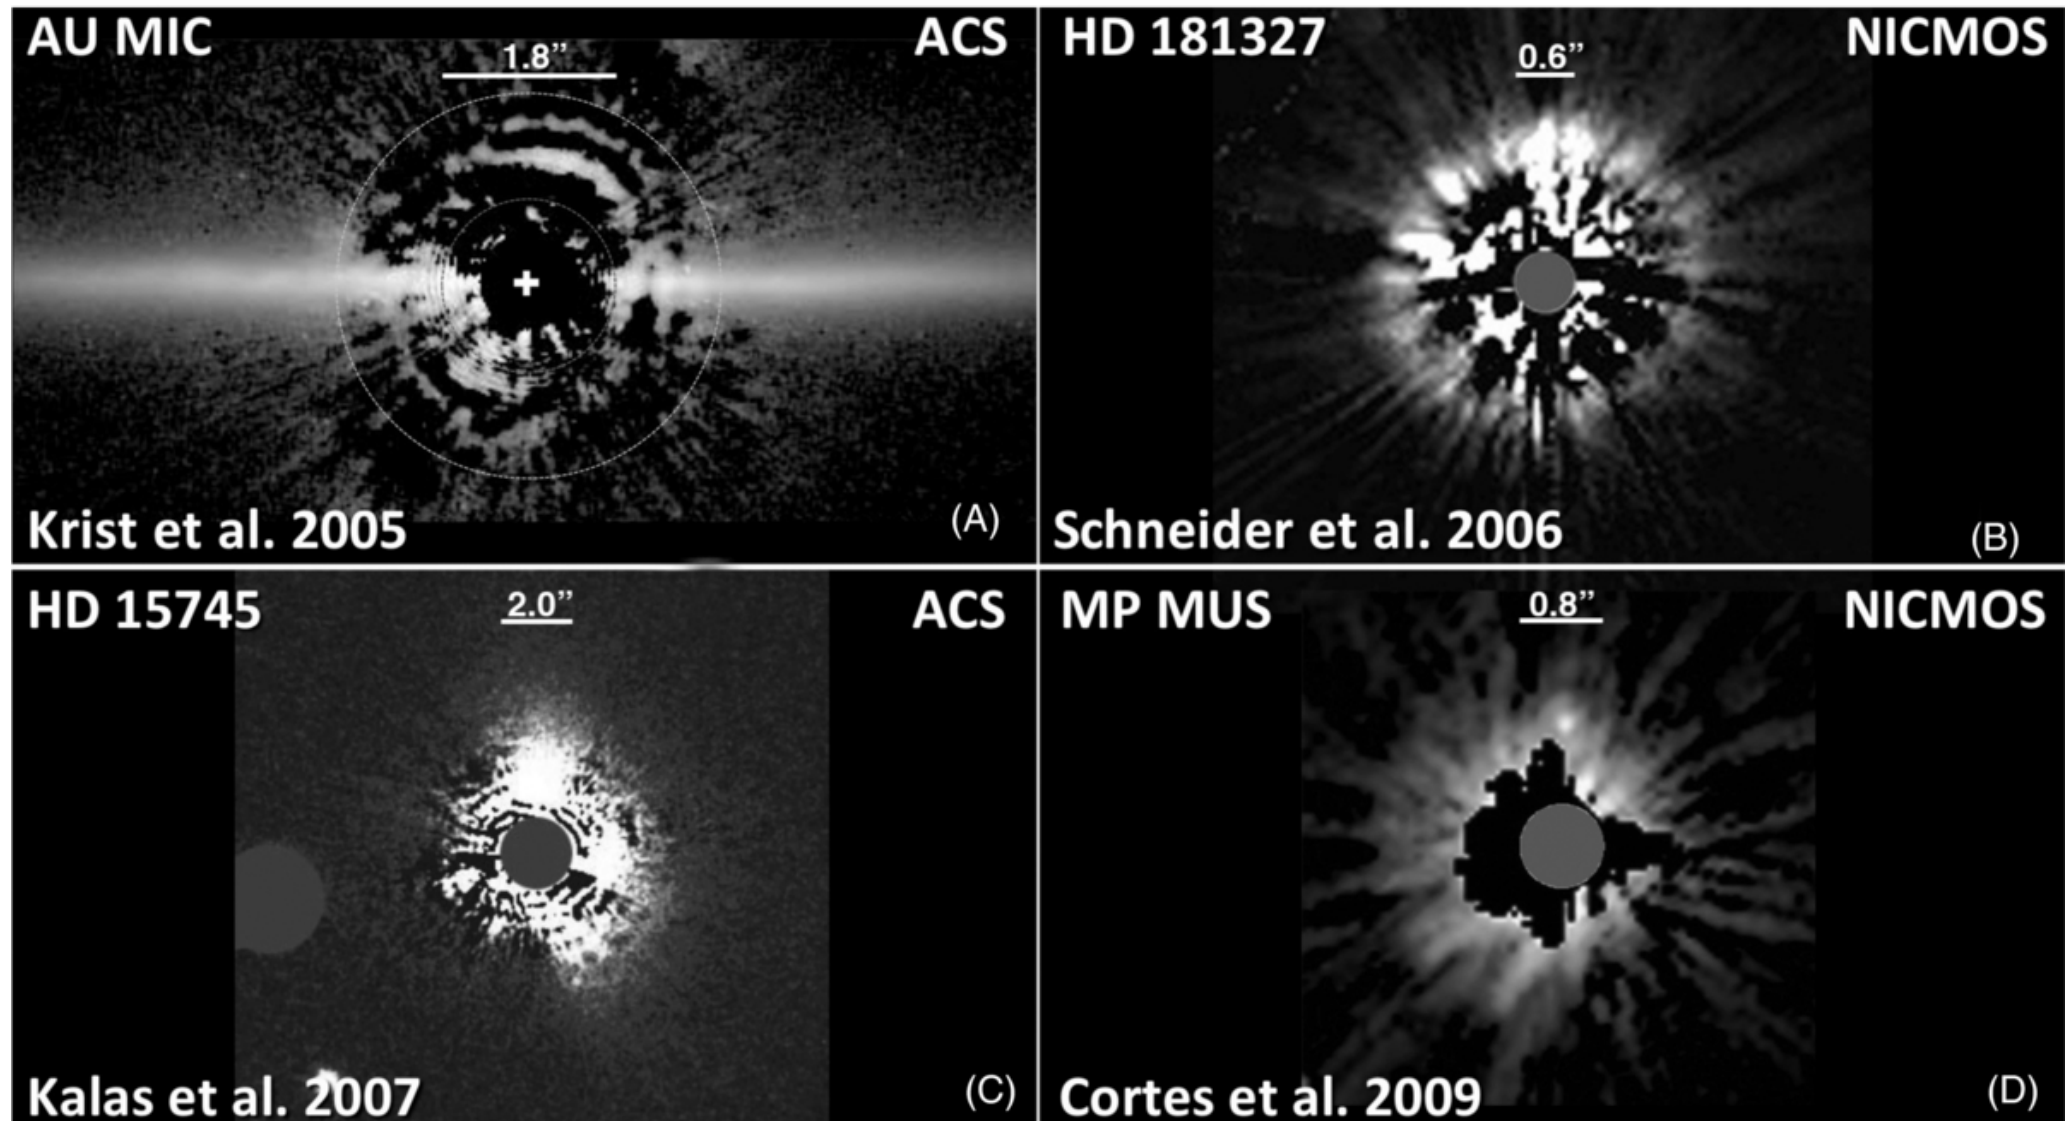 AU MIC
1.8”
ACS
Krist et al. 2005
(A)
HD 181327
0.6”
NICMOS
Schneider et al. 2006
(B)
HD 15745
2.0”
ACS
Kalas et al. 2007
(C)
MP MUS
0.8”
NICMOS
Cortes et al. 2009
(D)